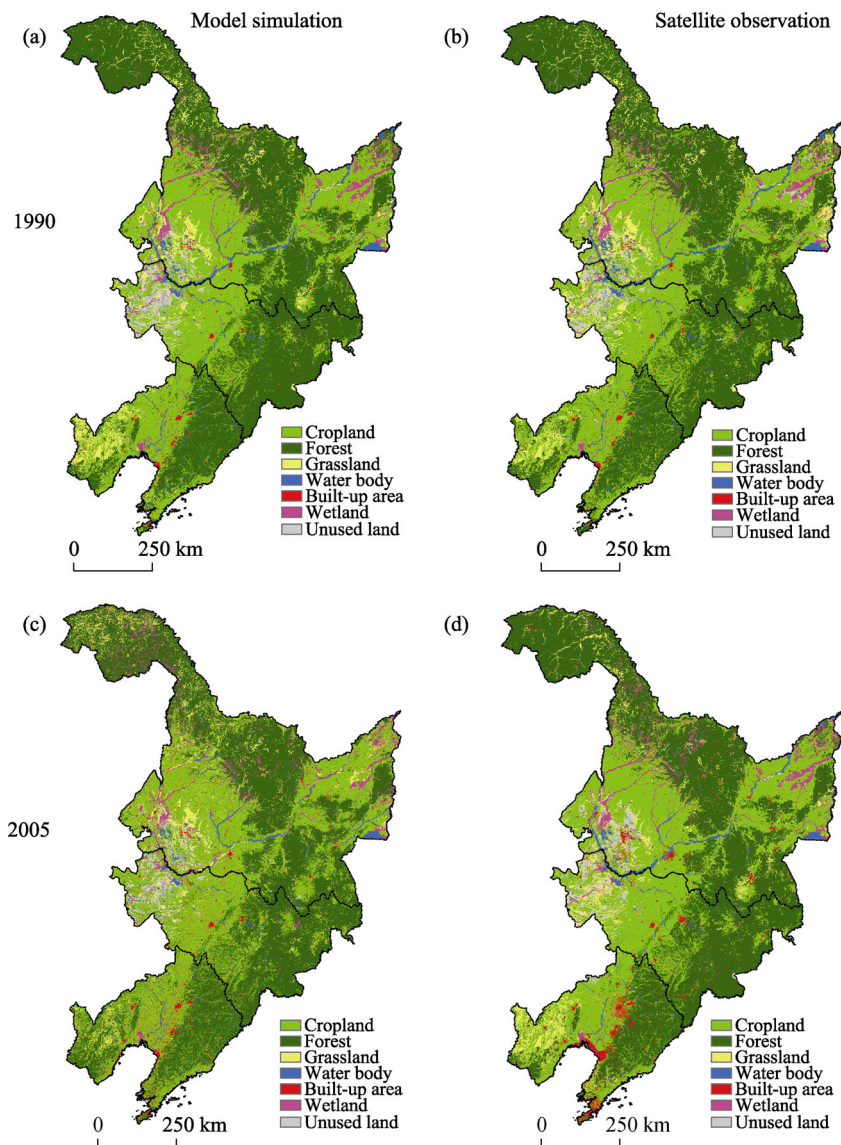 (a) Model simulation
(b) Satellite observation
1990
Cropland
Forest
Grassland
Water body
Built-up area
Wetland
Unused land
0 250 km
Cropland
Forest
Grassland
Water body
Built-up area
Wetland
Unused land
0 250 km
(c)
(d)
2005
Cropland
Forest
Grassland
Water body
Built-up area
Wetland
Unused land
0 250 km
Cropland
Forest
Grassland
Water body
Built-up area
Wetland
Unused land
0 250 km